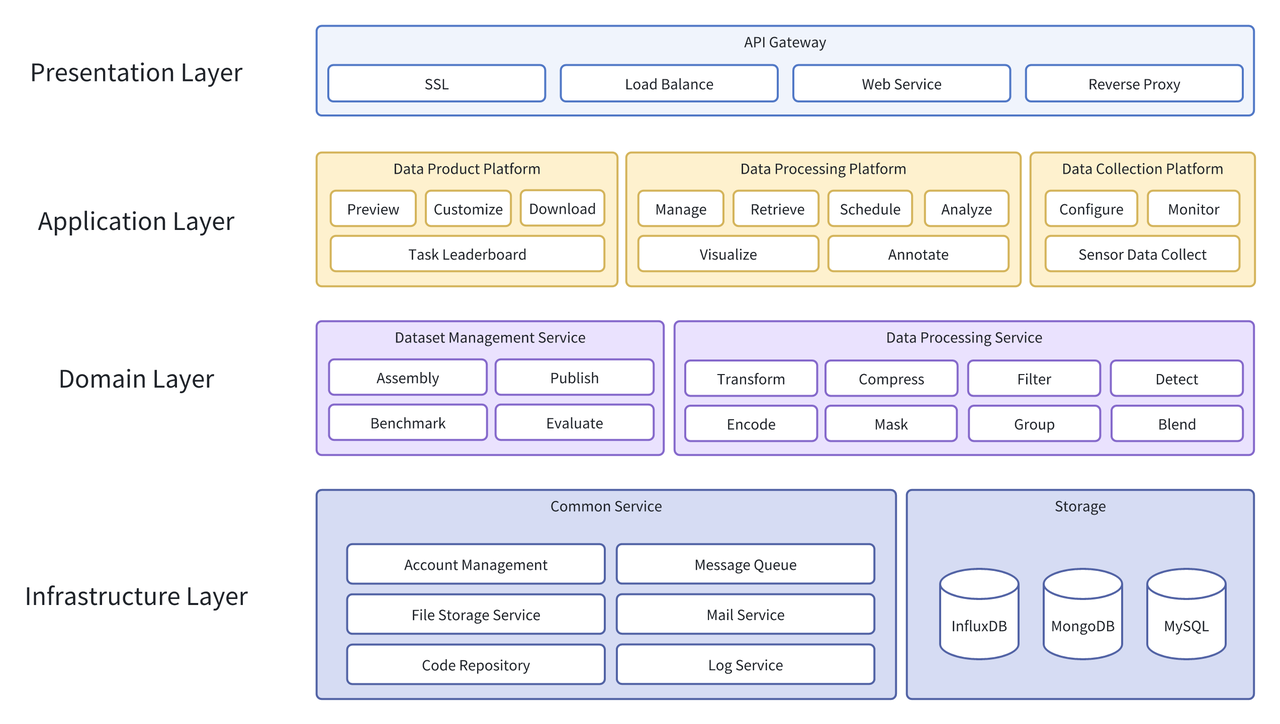 Presentation Layer
API Gateway
SSL
Load Balance
Web Service
Reverse Proxy
Application Layer
Data Product Platform
Preview
Customize
Download
Task Leaderboard
Data Processing Platform
Manage
Retrieve
Schedule
Analyze
Visualize
Annotate
Data Collection Platform
Configure
Monitor
Sensor Data Collect
Domain Layer
Dataset Management Service
Assembly
Publish
Benchmark
Evaluate
Data Processing Service
Transform
Compress
Filter
Detect
Encode
Mask
Group
Blend
Infrastructure Layer
Common Service
Account Management
Message Queue
File Storage Service
Mail Service
Code Repository
Log Service
Storage
InfluxDB
MongoDB
MySQL